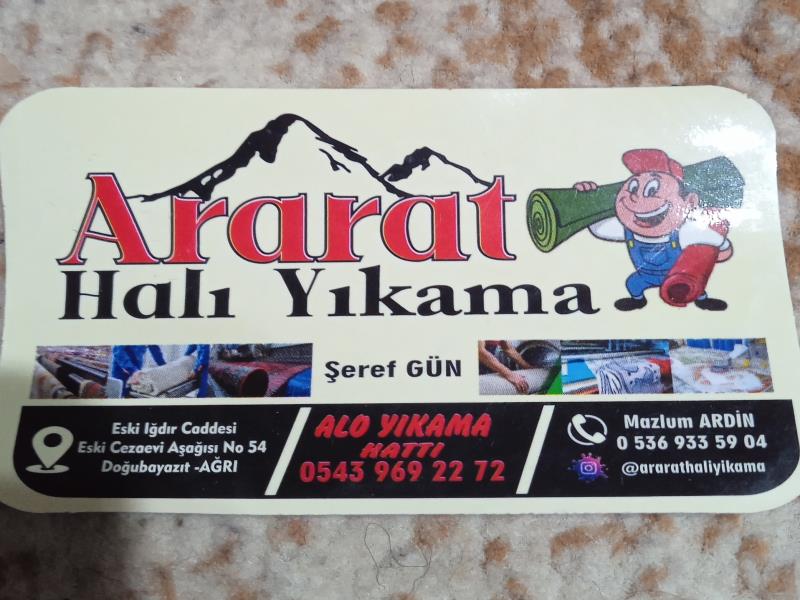 Ararat
Halı Yıkama
Şeref GÜN
Eski Iğdır Caddesi
Eski Cezaevi Aşağısı No 54
Doğubayazıt -AĞRI
ALO YIKAMA
HATTI
0543 969 22 72
Mazlum ARDİN
0 536 933 59 04
@ararathaliyikama